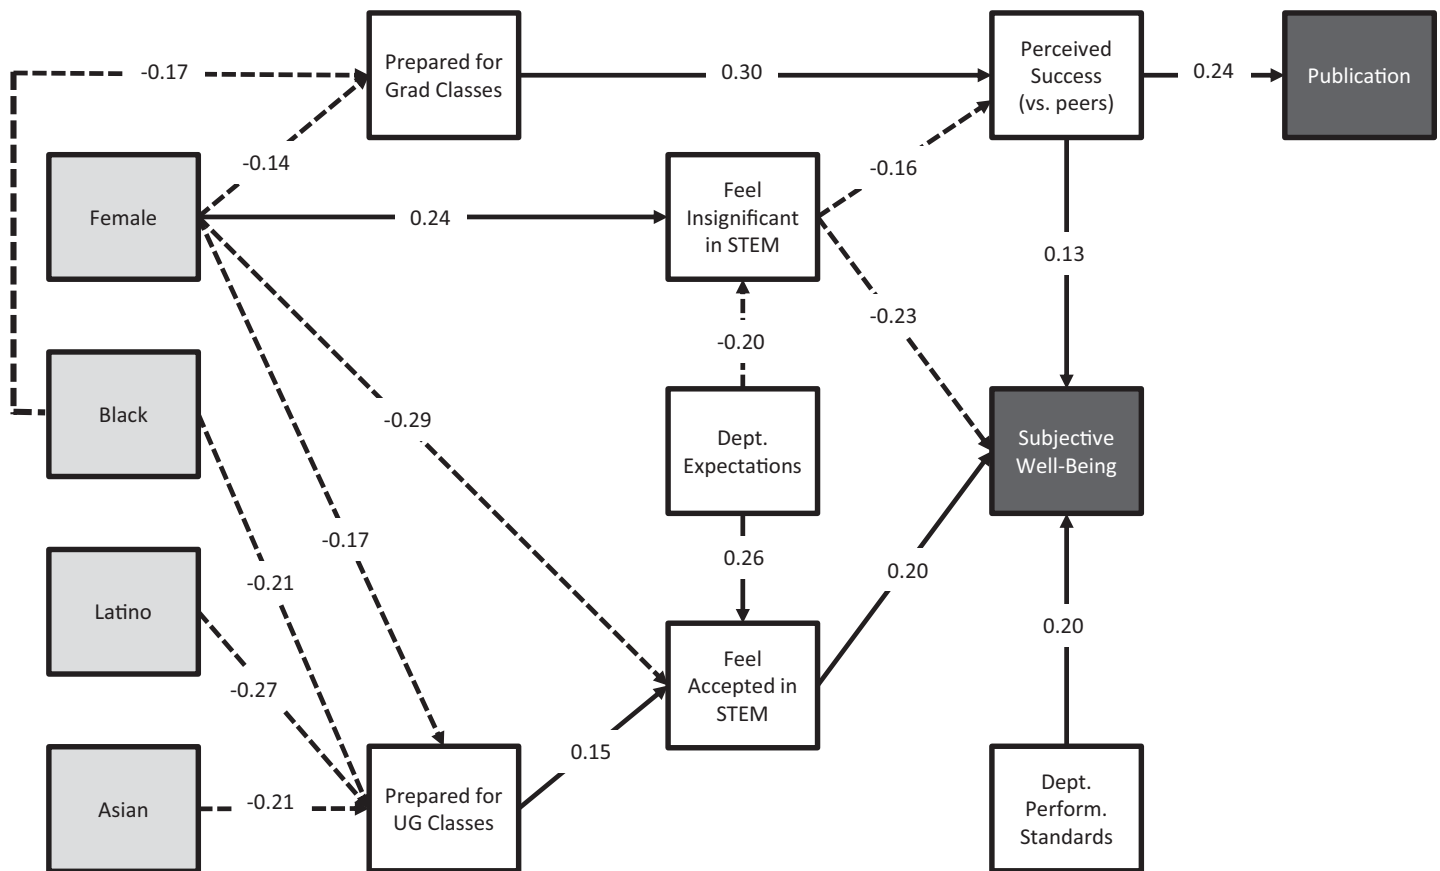 -0.17
Prepared for
Grad Classes
0.30
Perceived
Success
(vs. peers)
0.24
Publication
-0.14
-0.16
Female
0.24
Feel
Insignificant
in STEM
0.13
-0.23
-0.20
Black
-0.29
Dept.
Expectations
Subjective
Well-Being
-0.17
0.26
0.20
-0.21
Latino
0.20
-0.27
Feel
Accepted in
STEM
0.15
Asian
-0.21
Prepared for
UG Classes
Dept.
Perform.
Standards